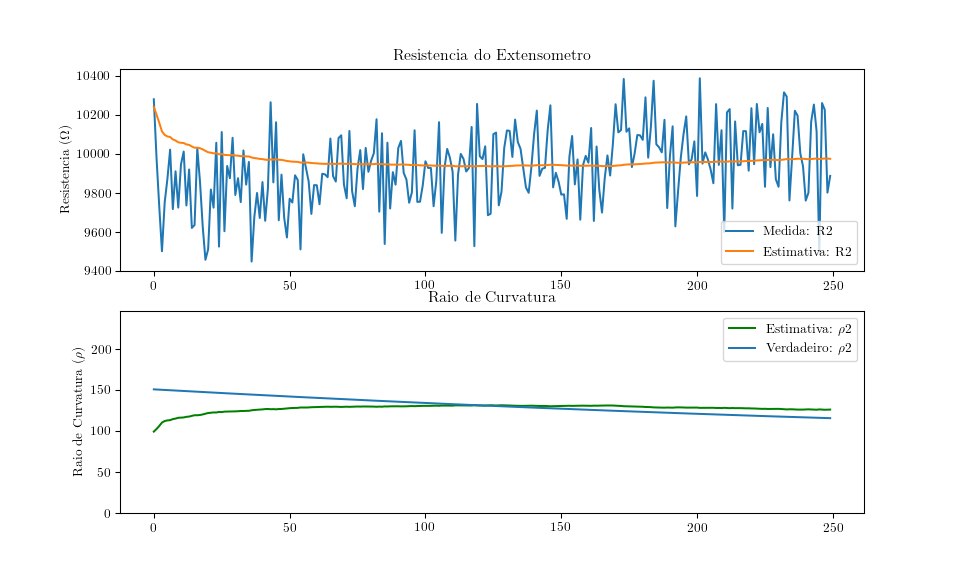 Resistencia do Extensometro
Resistencia (Ω)
10400
10200
10000
9800
9600
9400
0
50
100
150
200
250
Medida: R2
Estimativa: R2
Raio de Curvatura
Raio de Curvatura (ρ)
200
150
100
50
0
0
50
100
150
200
250
Estimativa: ρ2
Verdadeiro: ρ2